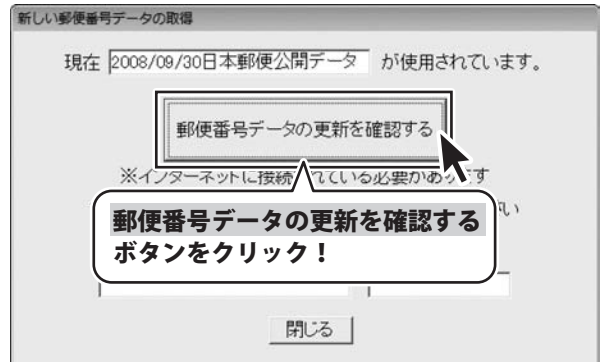 新しい郵便番号データの取得
現在 2008/09/30日本郵便公開データ が使用されています。
郵便番号データの更新を確認する
※インターネットに接続されている必要があります
い
郵便番号データの更新を確認する
ボタンをクリック！
閉じる